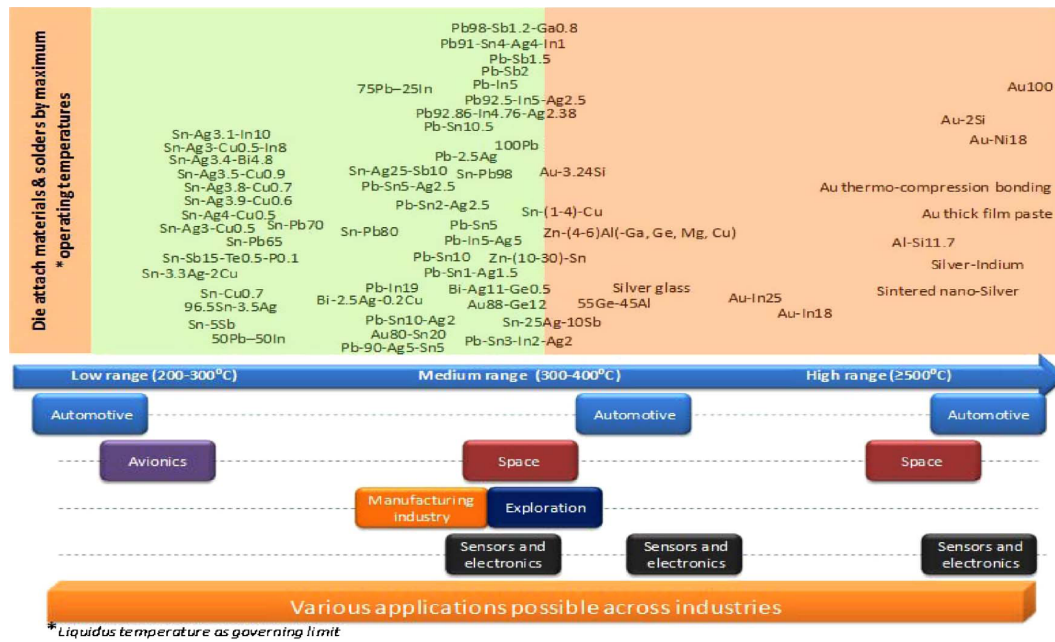 Die attach materials & solders by maximum
* operating temperatures
Pb98-Sb1.2-Ga0.8
Pb91-Sn4-Ag4-In1
Pb-Sb1.5
Pb-Sb2
75Pb–25In
Pb-In5
Au100
Pb92.5-In5-Ag2.5
Pb92.86-In4.76-Ag2.38
Au-2Si
Pb-Sn10.5
Sn-Ag3.1-In10
Au-Ni18
Sn-Ag3-Cu0.5-In8
100Pb
Sn-Ag3.4-Bi4.8
Pb-2.5Ag
Sn-Ag3.5-Cu0.9
Sn-Ag25-Sb10
Sn-Pb98
Au-3.24Si
Sn-Ag3.8-Cu0.7
Pb-Sn5-Ag2.5
Au thermo-compression bonding
Sn-Ag3.9-Cu0.6
Pb-Sn2-Ag2.5
Sn-Ag4-Cu0.5
Sn-(1-4)-Cu
Au thick film paste
Sn-Ag3-Cu0.5
Sn-Pb70
Sn-Pb80
Pb-Sn5
Zn-(4-6)Al(-Ga, Ge, Mg, Cu)
Sn-Pb65
Pb-In5-Ag5
Al-Si11.7
Sn-Sb15-Te0.5-P0.1
Pb-Sn10
Zn-(10-30)-Sn
Silver-Indium
Sn-3.3Ag-2Cu
Pb-Sn1-Ag1.5
Sn-Cu0.7
Pb-In19
Bi-Ag11-Ge0.5
Silver glass
Sintered nano-Silver
96.5Sn-3.5Ag
Bi-2.5Ag-0.2Cu
Au88-Ge12
55Ge-45Al
Au-In25
Au-In18
Sn-5Sb
Pb-Sn10-Ag2
Sn-25Ag-10Sb
50Pb–50In
Au80-Sn20
Pb-90-Ag5-Sn5
Pb-Sn3-In2-Ag2
Low range (200-300⁰C)
Medium range (300-400⁰C)
High range (≥500⁰C)
Automotive
Automotive
Automotive
Avionics
Space
Space
Manufacturing
industry
Exploration
Sensors and
electronics
Sensors and
electronics
Sensors and
electronics
Various applications possible across industries
* Liquidus temperature as governing limit